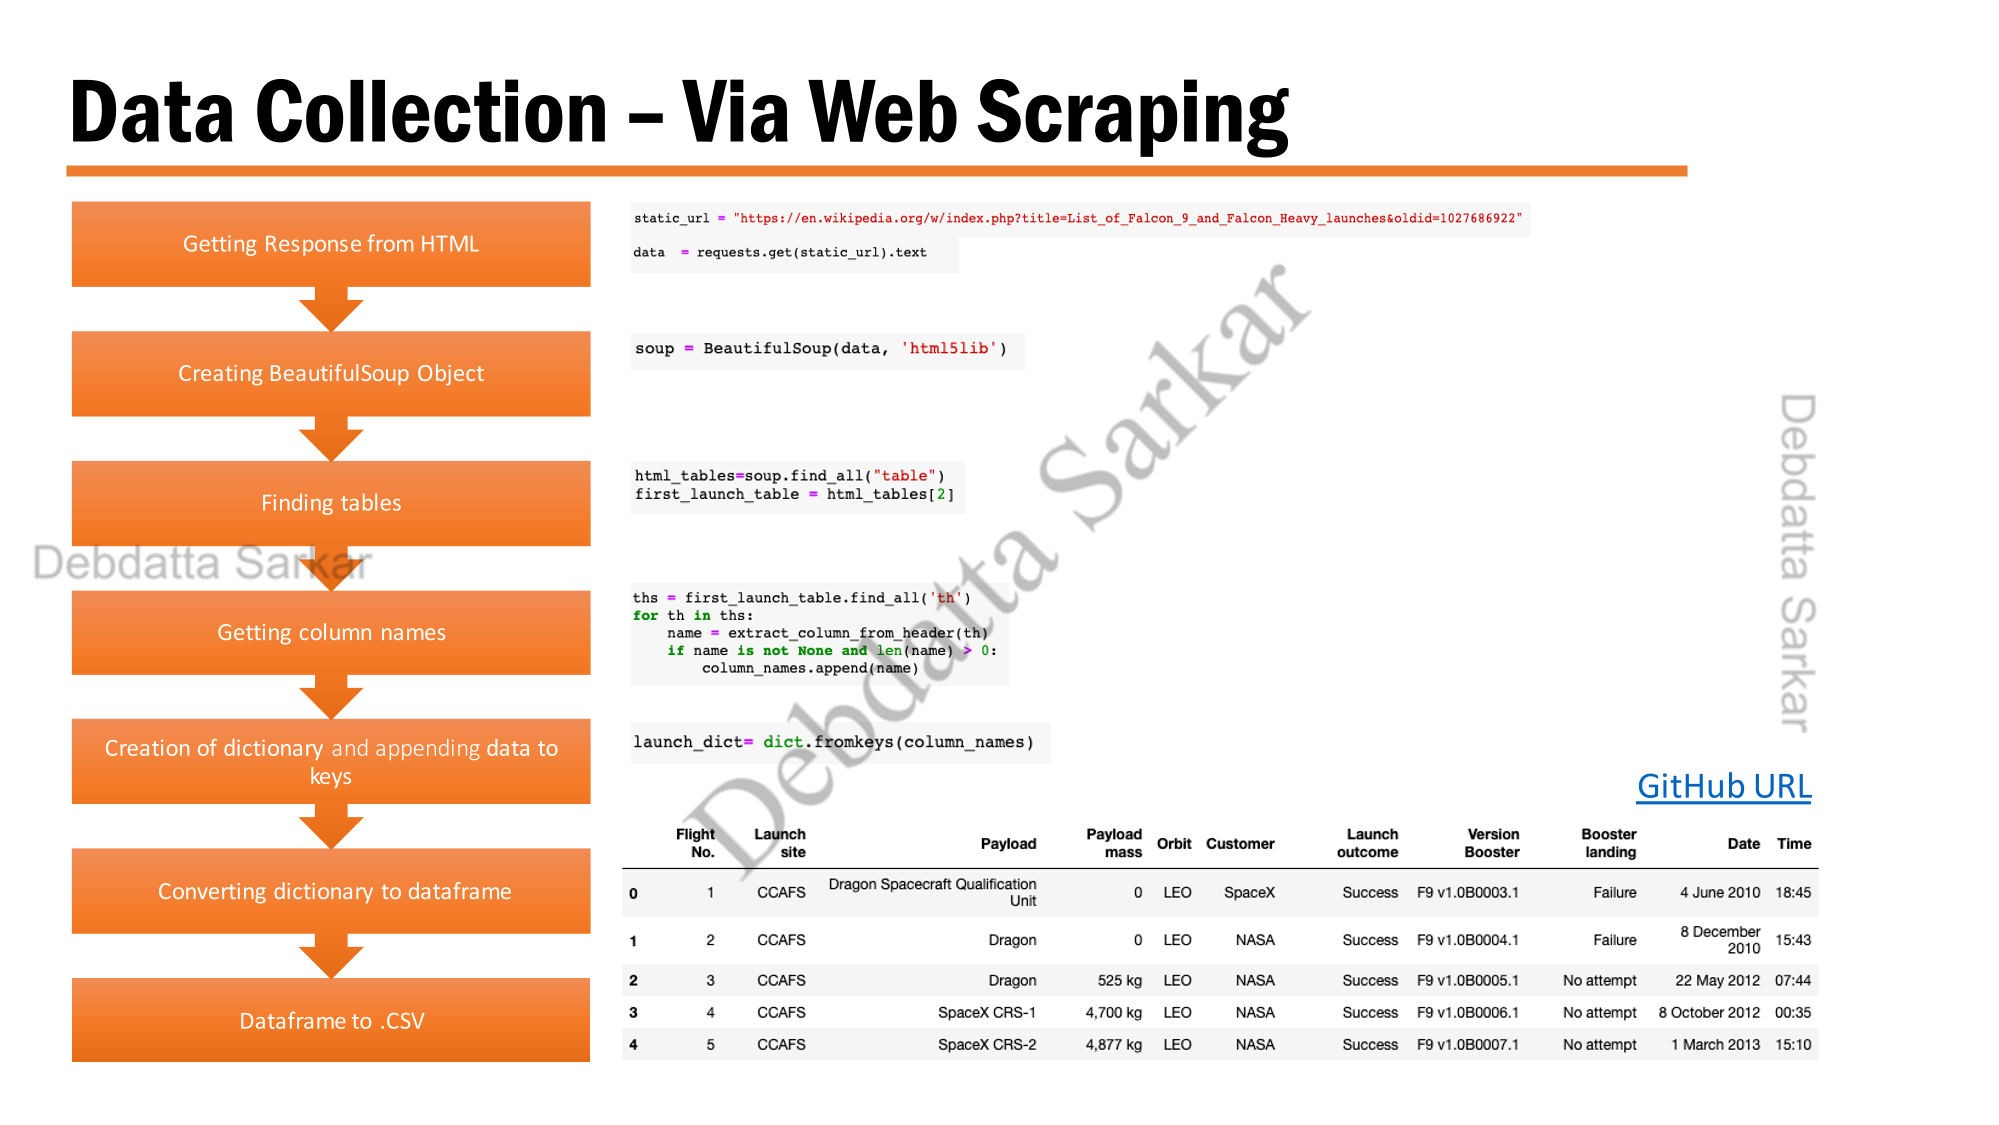 Data Collection – Via Web Scraping
Getting Response from HTML
static_url = "https://en.wikipedia.org/w/index.php?title=List_of_Falcon_9_and_Falcon_Heavy_launches&oldid=1027686922"
data  = requests.get(static_url).text
Creating BeautifulSoup Object
soup = BeautifulSoup(data, 'html5lib')
Finding tables
html_tables=soup.find_all("table")
first_launch_table = html_tables[2]
Getting column names
ths = first_launch_table.find_all('th')
for th in ths:
    name = extract_column_from_header(th)
    if name is not None and len(name) > 0:
        column_names.append(name)
Creation of dictionary and appending data to
keys
launch_dict= dict.fromkeys(column_names)
Converting dictionary to dataframe
Dataframe to .CSV
GitHub URL
Flight No. Launch site Payload Payload mass Orbit Customer Launch outcome Version Booster Booster landing Date Time
0 1 CCAFS Dragon Spacecraft Qualification Unit 0 LEO SpaceX Success F9 v1.0B0003.1 Failure 4 June 2010 18:45
1 2 CCAFS Dragon 0 LEO NASA Success F9 v1.0B0004.1 Failure 8 December 2010 15:43
2 3 CCAFS Dragon 525 kg LEO NASA Success F9 v1.0B0005.1 No attempt 22 May 2012 07:44
3 4 CCAFS SpaceX CRS-1 4,700 kg LEO NASA Success F9 v1.0B0006.1 No attempt 8 October 2012 00:35
4 5 CCAFS SpaceX CRS-2 4,877 kg LEO NASA Success F9 v1.0B0007.1 No attempt 1 March 2013 15:10
Debdatta Sarkar
Debdatta Sarkar
Debdatta Sarkar